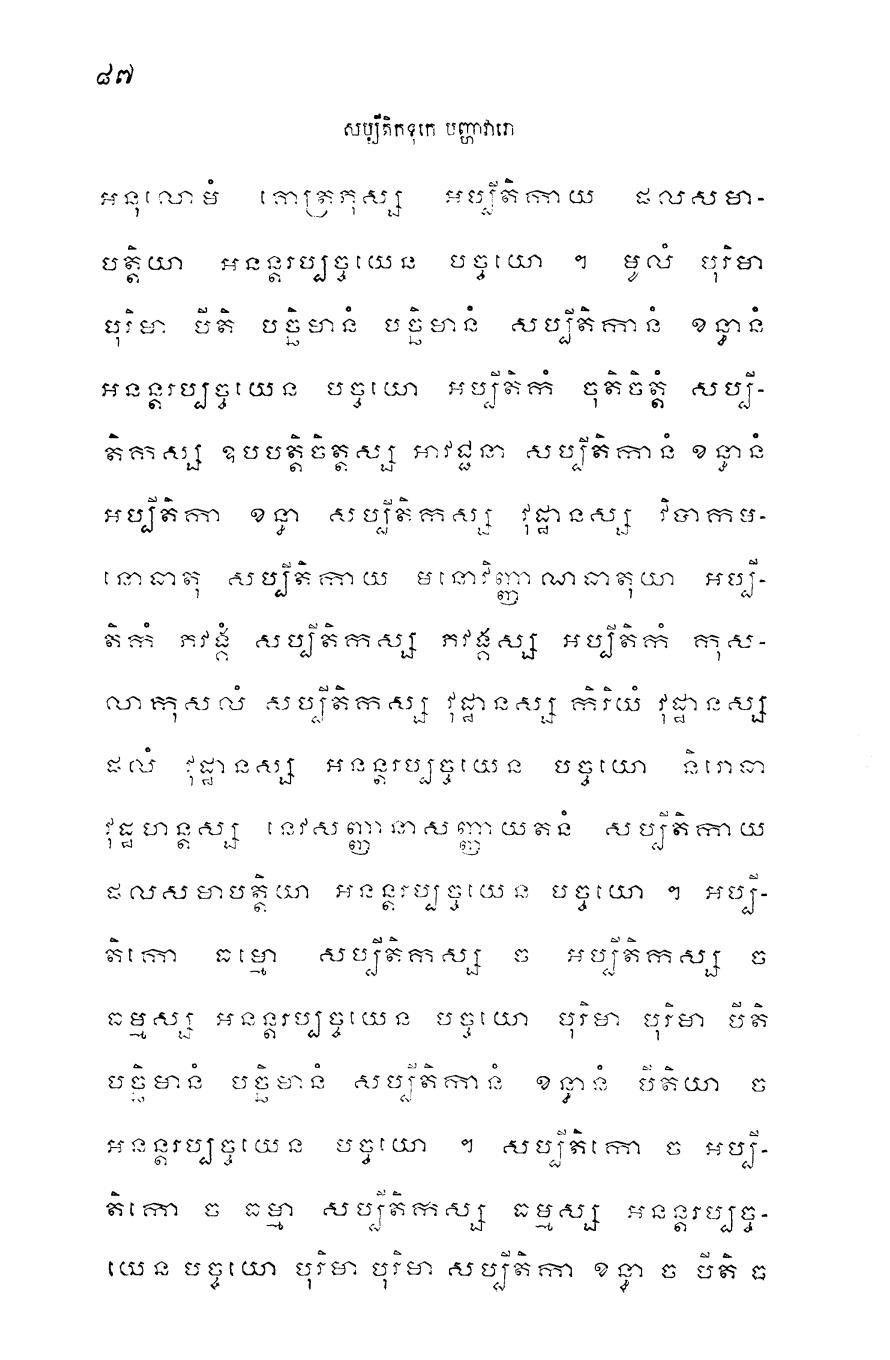 ៨៧
សប្បីតិកទុកេ បញ្ហាវារោ
អនុលោមំ គោត្រភុស្ស អប្បីតិកាយ ផលសមា-
បត្តិយា អនន្តរប្បច្ចយេន បច្ចយោ ។ មូលំ បុរិមា
បុរិមា បីតិ បច្ឆិមានំ បច្ឆិមានំ សប្បីតិកានំ ខន្ធានំ
អនន្តរប្បច្ចយេន បច្ចយោ អប្បីតិកំ ចុតិចិត្តំ សប្បី-
តិកស្ស ឧបបត្តិចិត្តស្ស អាវជ្ជនា សប្បីតិកានំ ខន្ធានំ
អប្បីតិកា ខន្ធា សប្បីតិកស្ស វុដ្ឋានស្ស វិបាកម-
នោធាតុ សប្បីតិកាយ មនោវិញ្ញាណធាតុយា អប្បី-
តិកំ ភវង្គំ សប្បីតិកស្ស ភវង្គស្ស អប្បីតិកំ កុស-
លាកុសលំ សប្បីតិកស្ស វុដ្ឋានស្ស កិរិយំ វុដ្ឋានស្ស
ផលំ វុដ្ឋានស្ស អនន្តរប្បច្ចយេន បច្ចយោ និរោធា
វុដ្ឋហន្តស្ស នេវសញ្ញានាសញ្ញាយតនំ សប្បីតិកាយ
ផលសមាបត្តិយា អនន្តរប្បច្ចយេន បច្ចយោ ។ អប្បី-
តិកោ ធម្មោ សប្បីតិកស្ស ច អប្បីតិកស្ស ច
ធម្មស្ស អនន្តរប្បច្ចយេន បច្ចយោ បុរិមា បុរិមា បីតិ
បច្ឆិមានំ បច្ឆិមានំ សប្បីតិកានំ ខន្ធានំ បីតិយា ច
អនន្តរប្បច្ចយេន បច្ចយោ ។ សប្បីតិកោ ច អប្បី-
តិកោ ច ធម្មា សប្បីតិកស្ស ធម្មស្ស អនន្តរប្បច្ច-
យេន បច្ចយោ បុរិមា បុរិមា សប្បីតិកា ខន្ធា ច បីតិ ច